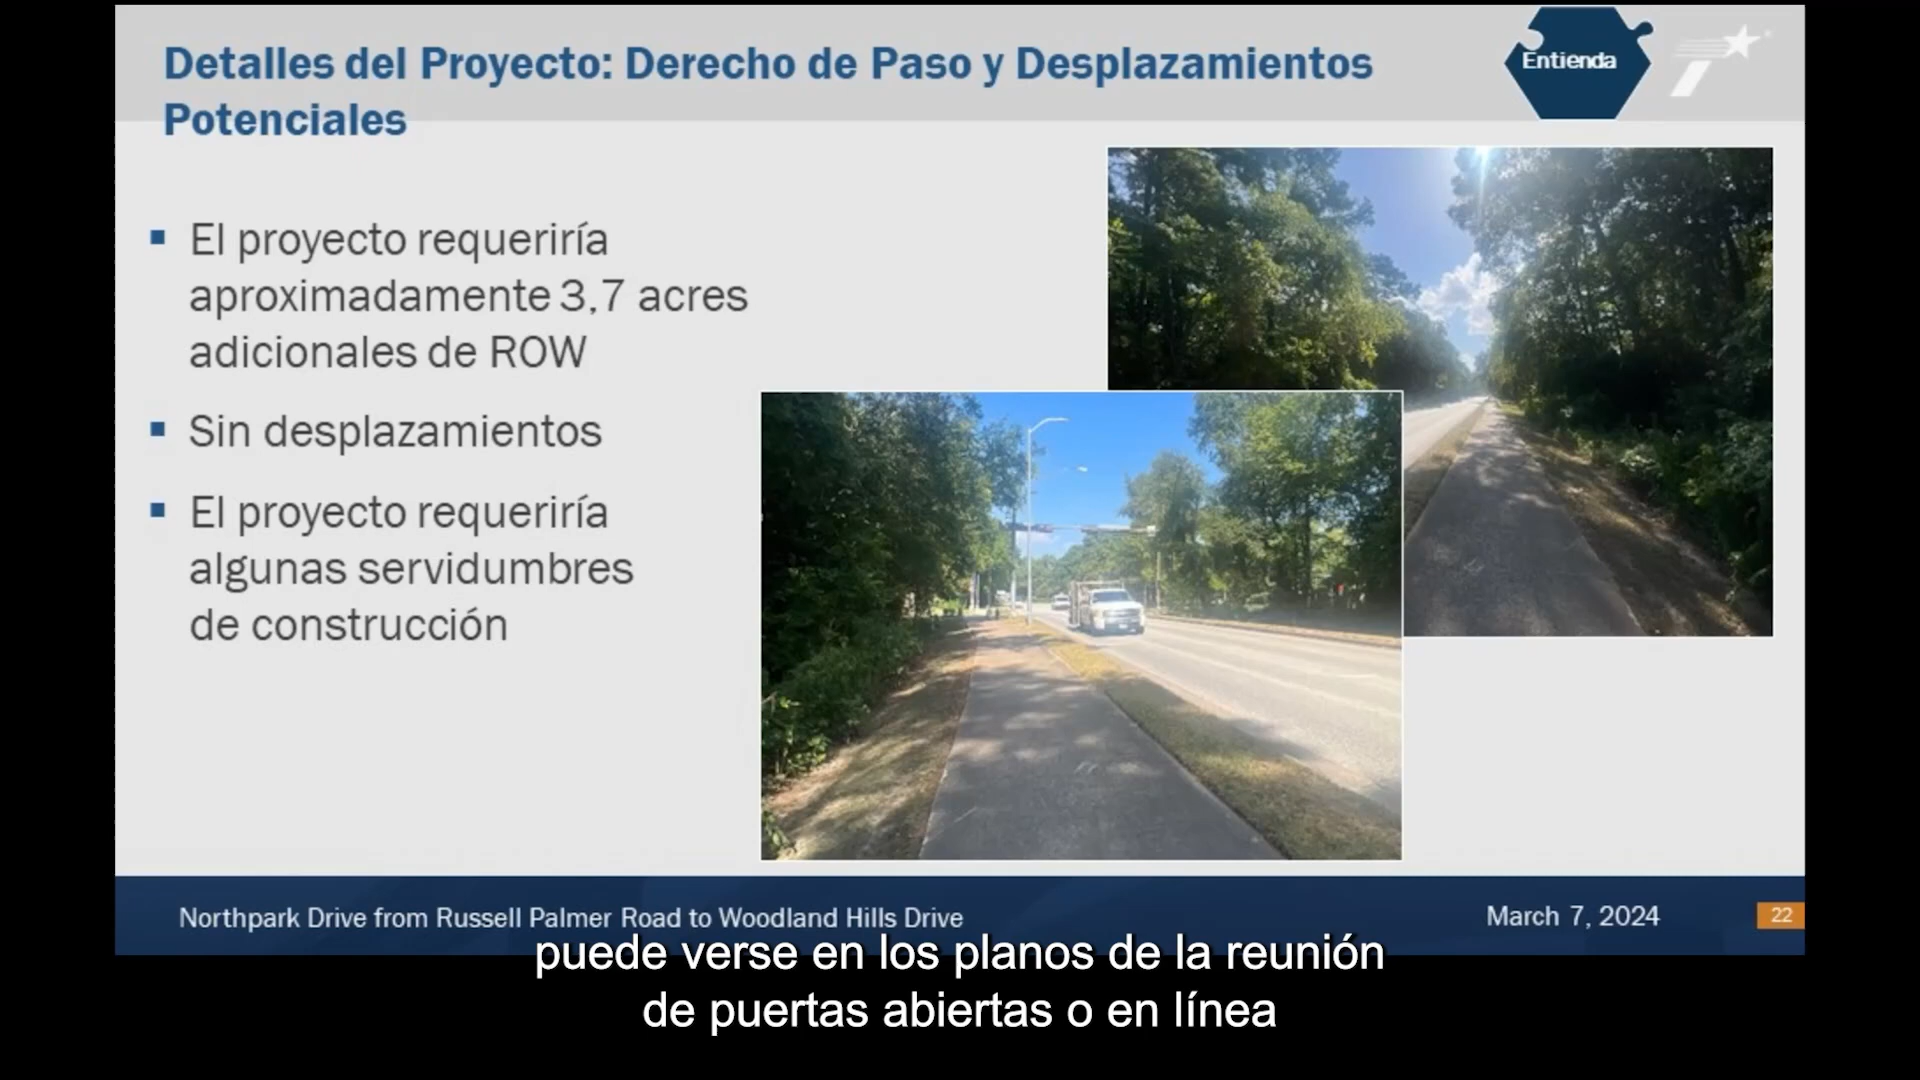 Detalles del Proyecto: Derecho de Paso y Desplazamientos
Potenciales
Entienda
El proyecto requeriría
aproximadamente 3,7 acres
adicionales de ROW
Sin desplazamientos
El proyecto requeriría
algunas servidumbres
de construcción
Northpark Drive from Russell Palmer Road to Woodland Hills Drive
March 7, 2024
22
puede verse en los planos de la reunión
de puertas abiertas o en línea